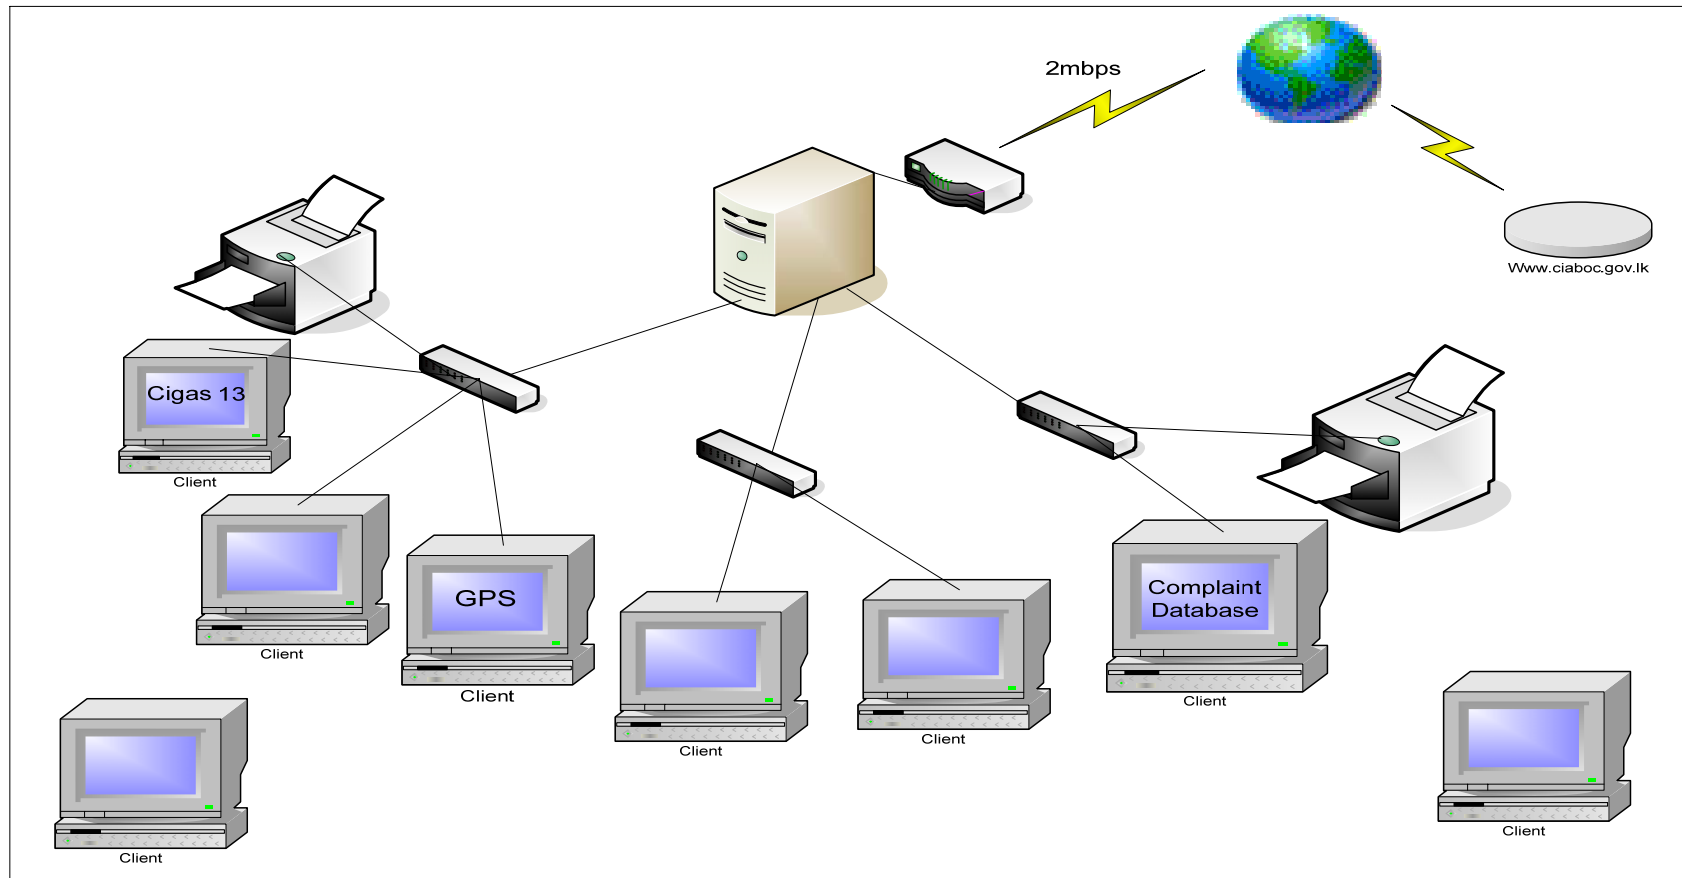 2mbps
Www.ciaboc.gov.lk
Cigas 13
Client
Client
GPS
Client
Client
Client
Complaint
Database
Client
Client
Client